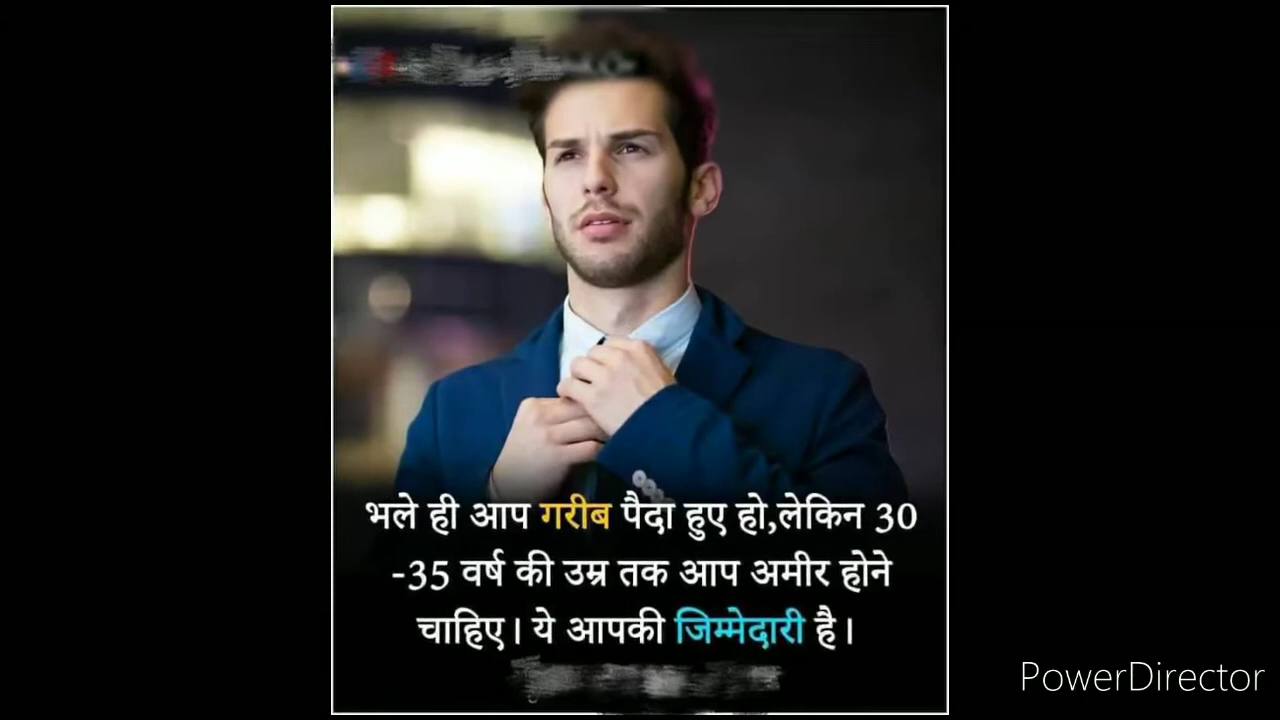 भले ही आप गरीब पैदा हुए हो,लेकिन 30
-35 वर्ष की उम्र तक आप अमीर होने
चाहिए। ये आपकी जिम्मेदारी है।
PowerDirector